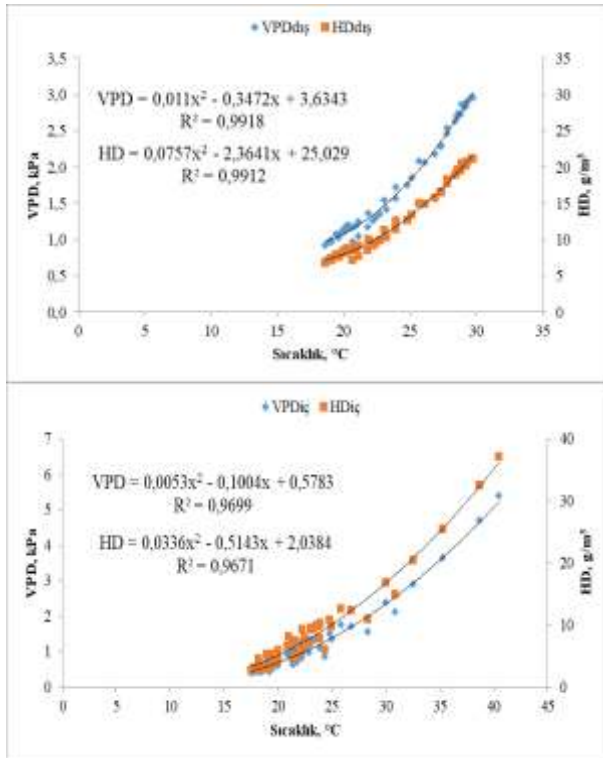 VPDdış HDdış
3,5
3,0
2,5
2,0
1,5
1,0
0,5
0,0
VPD, kPa
VPD = 0,011x² - 0,3472x + 3,6343
R² = 0,9918
HD = 0,0757x² - 2,3641x + 25,029
R² = 0,9912
35
30
25
20
15
10
5
0
HD, g/m³
0 5 10 15 20 25 30 35
Sıcaklık, °C
VPDiç HDiç
7
6
5
4
3
2
1
0
VPD, kPa
VPD = 0,0053x² - 0,1004x + 0,5783
R² = 0,9699
HD = 0,0336x² - 0,5143x + 2,0384
R² = 0,9671
40
30
20
10
0
HD, g/m³
0 5 10 15 20 25 30 35 40 45
Sıcaklık, °C